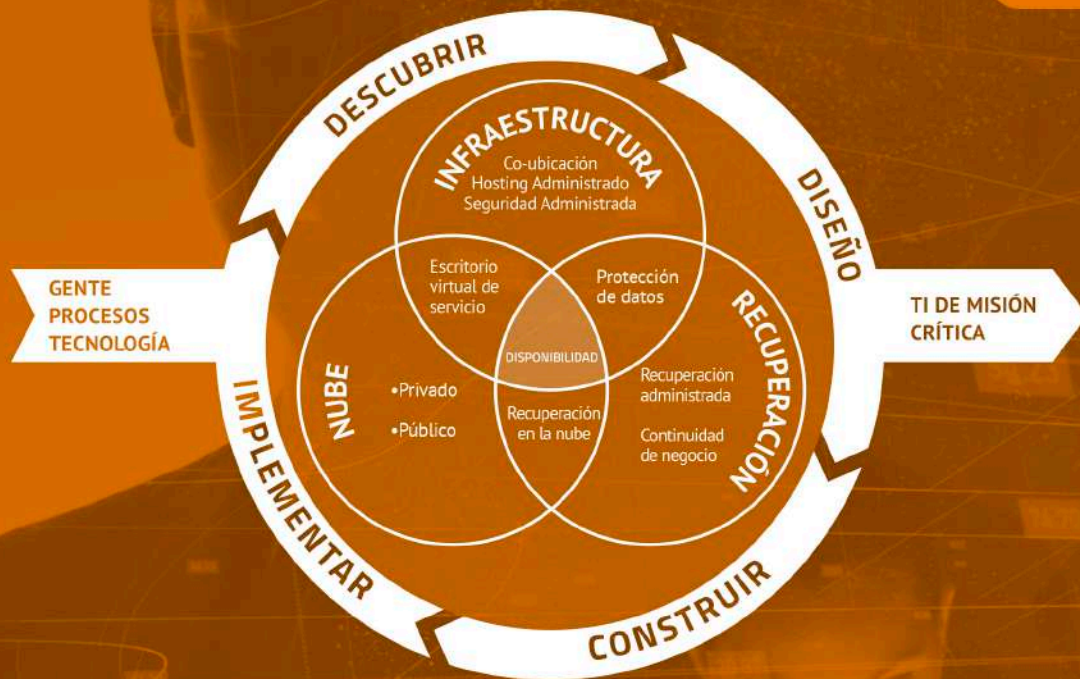 DESCUBRIR
DISEÑO
CONSTRUIR
IMPLEMENTAR
GENTE
PROCESOS
TECNOLOGÍA
INFRAESTRUCTURA
Co-ubicación
Hosting Administrado
Seguridad Administrada
Escritorio
virtual de
servicio
Protección
de datos
DISPONIBILIDAD
NUBE
•Privado
•Público
Recuperación
en la nube
RECUPERACIÓN
Recuperación
administrada
Continuidad
de negocio
TI DE MISIÓN
CRÍTICA